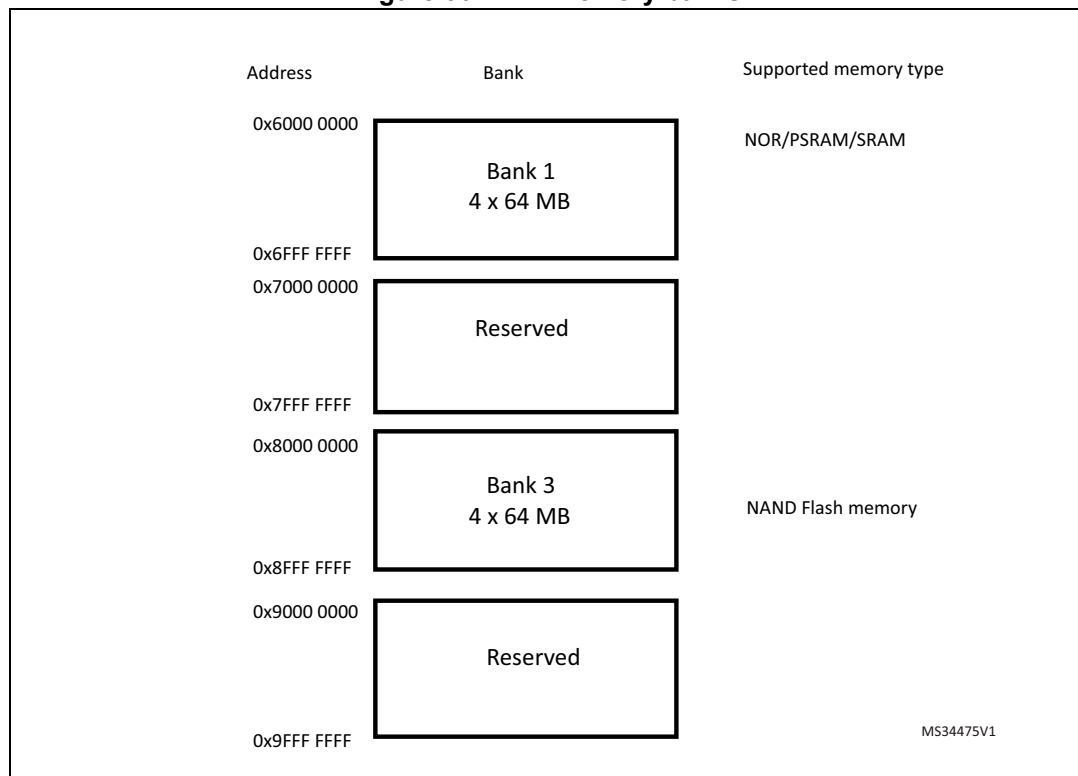 Address Bank Supported memory type
0x6000 0000
NOR/PSRAM/SRAM
Bank 1
4 x 64 MB
0x6FFF FFFF
0x7000 0000
Reserved
0x7FFF FFFF
0x8000 0000
Bank 3
4 x 64 MB
NAND Flash memory
0x8FFF FFFF
0x9000 0000
Reserved
0x9FFF FFFF
MS34475V1